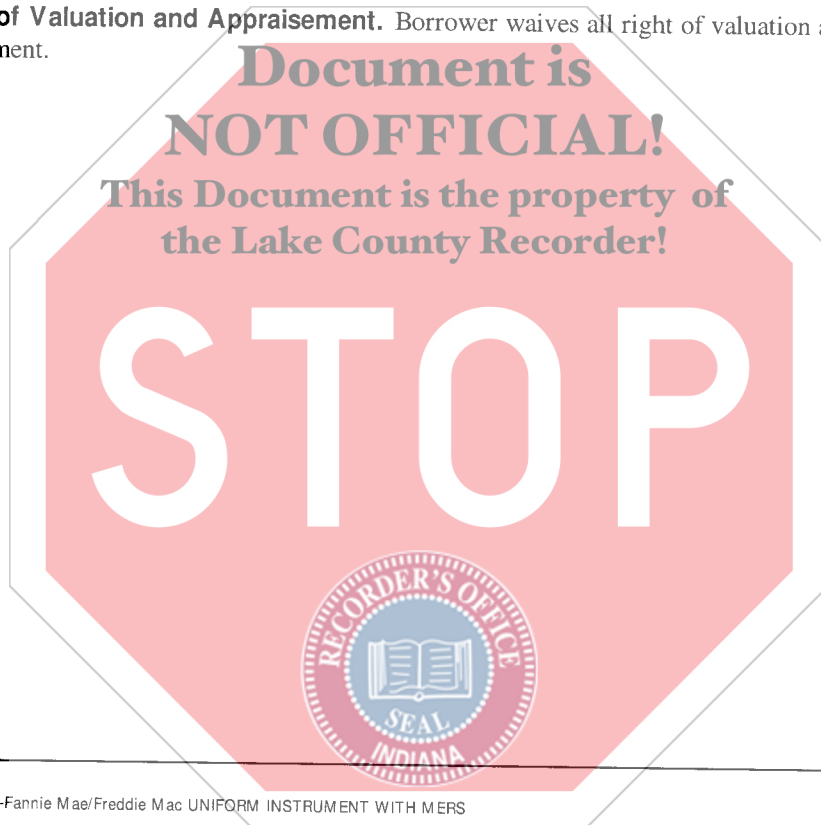 of Valuation and Appraisement. Borrower waives all right of valuation a
ment.
Document is
NOT OFFICIAL!
This Document is the property of
the Lake County Recorder!
STOP
RECORDER'S OFFICE
SEAL
INDIANA
-Fannie Mae/Freddie Mac UNIFORM INSTRUMENT WITH MERS